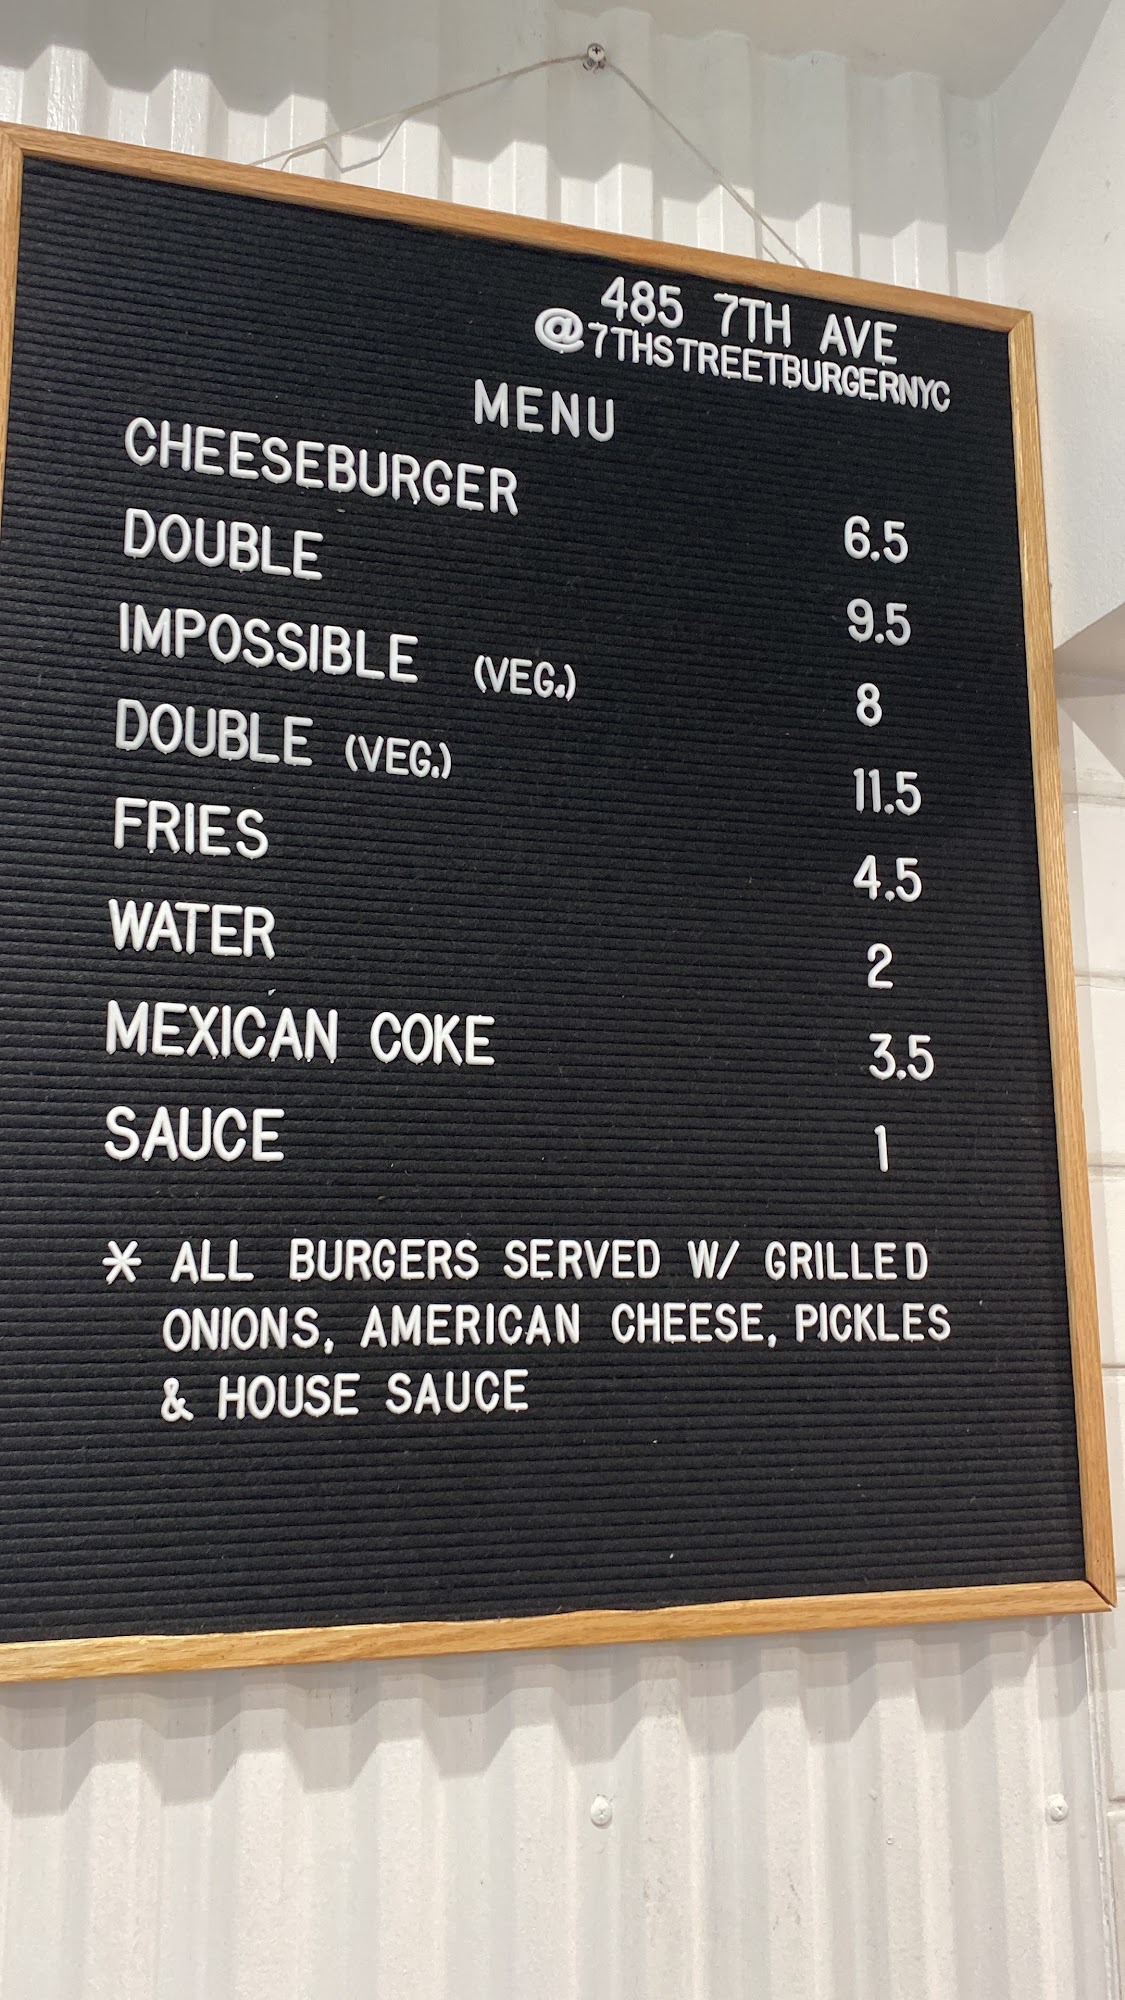 485 7TH AVE
@7THSTREETBURGERNYC
MENU
CHEESEBURGER 6.5
DOUBLE 9.5
IMPOSSIBLE (VEG.) 8
DOUBLE (VEG.) 11.5
FRIES 4.5
WATER 2
MEXICAN COKE 3.5
SAUCE 1
* ALL BURGERS SERVED W/ GRILLED
ONIONS, AMERICAN CHEESE, PICKLES
& HOUSE SAUCE